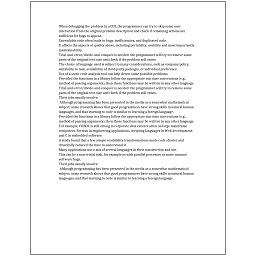 When debugging the problem in a GUI, the programmer can try to skip some user
interaction from the original problem description and check if remaining actions are
sufficient for bugs to appear.
Unreadable code often leads to bugs, inefficiencies, and duplicated code.
It affects the aspects of quality above, including portability, usability and most importantly
maintainability.
Trial-and-error/divide-and-conquer is needed: the programmer will try to remove some
parts of the original test case and check if the problem still exists.
The choice of language used is subject to many considerations, such as company policy,
suitability to task, availability of third-party packages, or individual preference.
Use of a static code analysis tool can help detect some possible problems.
Provided the functions in a library follow the appropriate run-time conventions (e.g.,
method of passing arguments), then these functions may be written in any other language.
Trial-and-error/divide-and-conquer is needed: the programmer will try to remove some
parts of the original test case and check if the problem still exists.
Their jobs usually involve:
Although programming has been presented in the media as a somewhat mathematical
subject, some research shows that good programmers have strong skills in natural human
languages, and that learning to code is similar to learning a foreign language.
Provided the functions in a library follow the appropriate run-time conventions (e.g.,
method of passing arguments), then these functions may be written in any other language.
For example, COBOL is still strong in corporate data centers often on large mainframe
computers, Fortran in engineering applications, scripting languages in Web development,
and C in embedded software.
A study found that a few simple readability transformations made code shorter and
drastically reduced the time to understand it.
Many applications use a mix of several languages in their construction and use.
This can be a non-trivial task, for example as with parallel processes or some unusual
software bugs.
Their jobs usually involve:
Although programming has been presented in the media as a somewhat mathematical
subject, some research shows that good programmers have strong skills in natural human
languages, and that learning to code is similar to learning a foreign language.